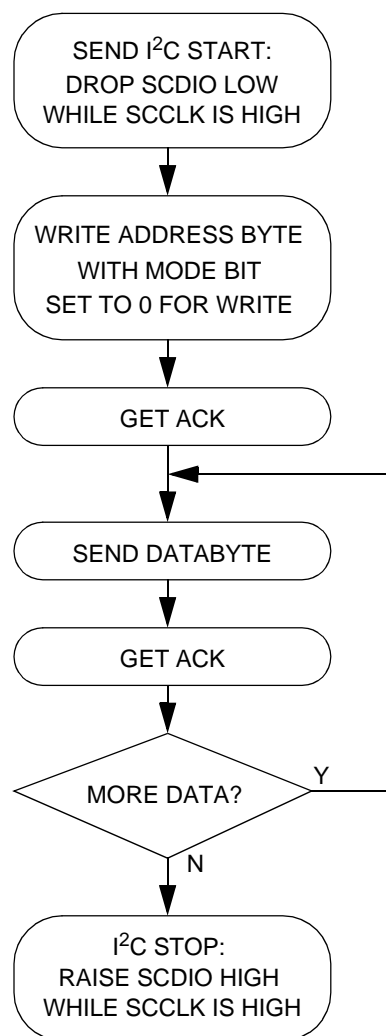 SEND I²C START:
DROP SCDIO LOW
WHILE SCCLK IS HIGH
WRITE ADDRESS BYTE
WITH MODE BIT
SET TO 0 FOR WRITE
GET ACK
SEND DATABYTE
GET ACK
MORE DATA?
Y
N
I²C STOP:
RAISE SCDIO HIGH
WHILE SCCLK IS HIGH